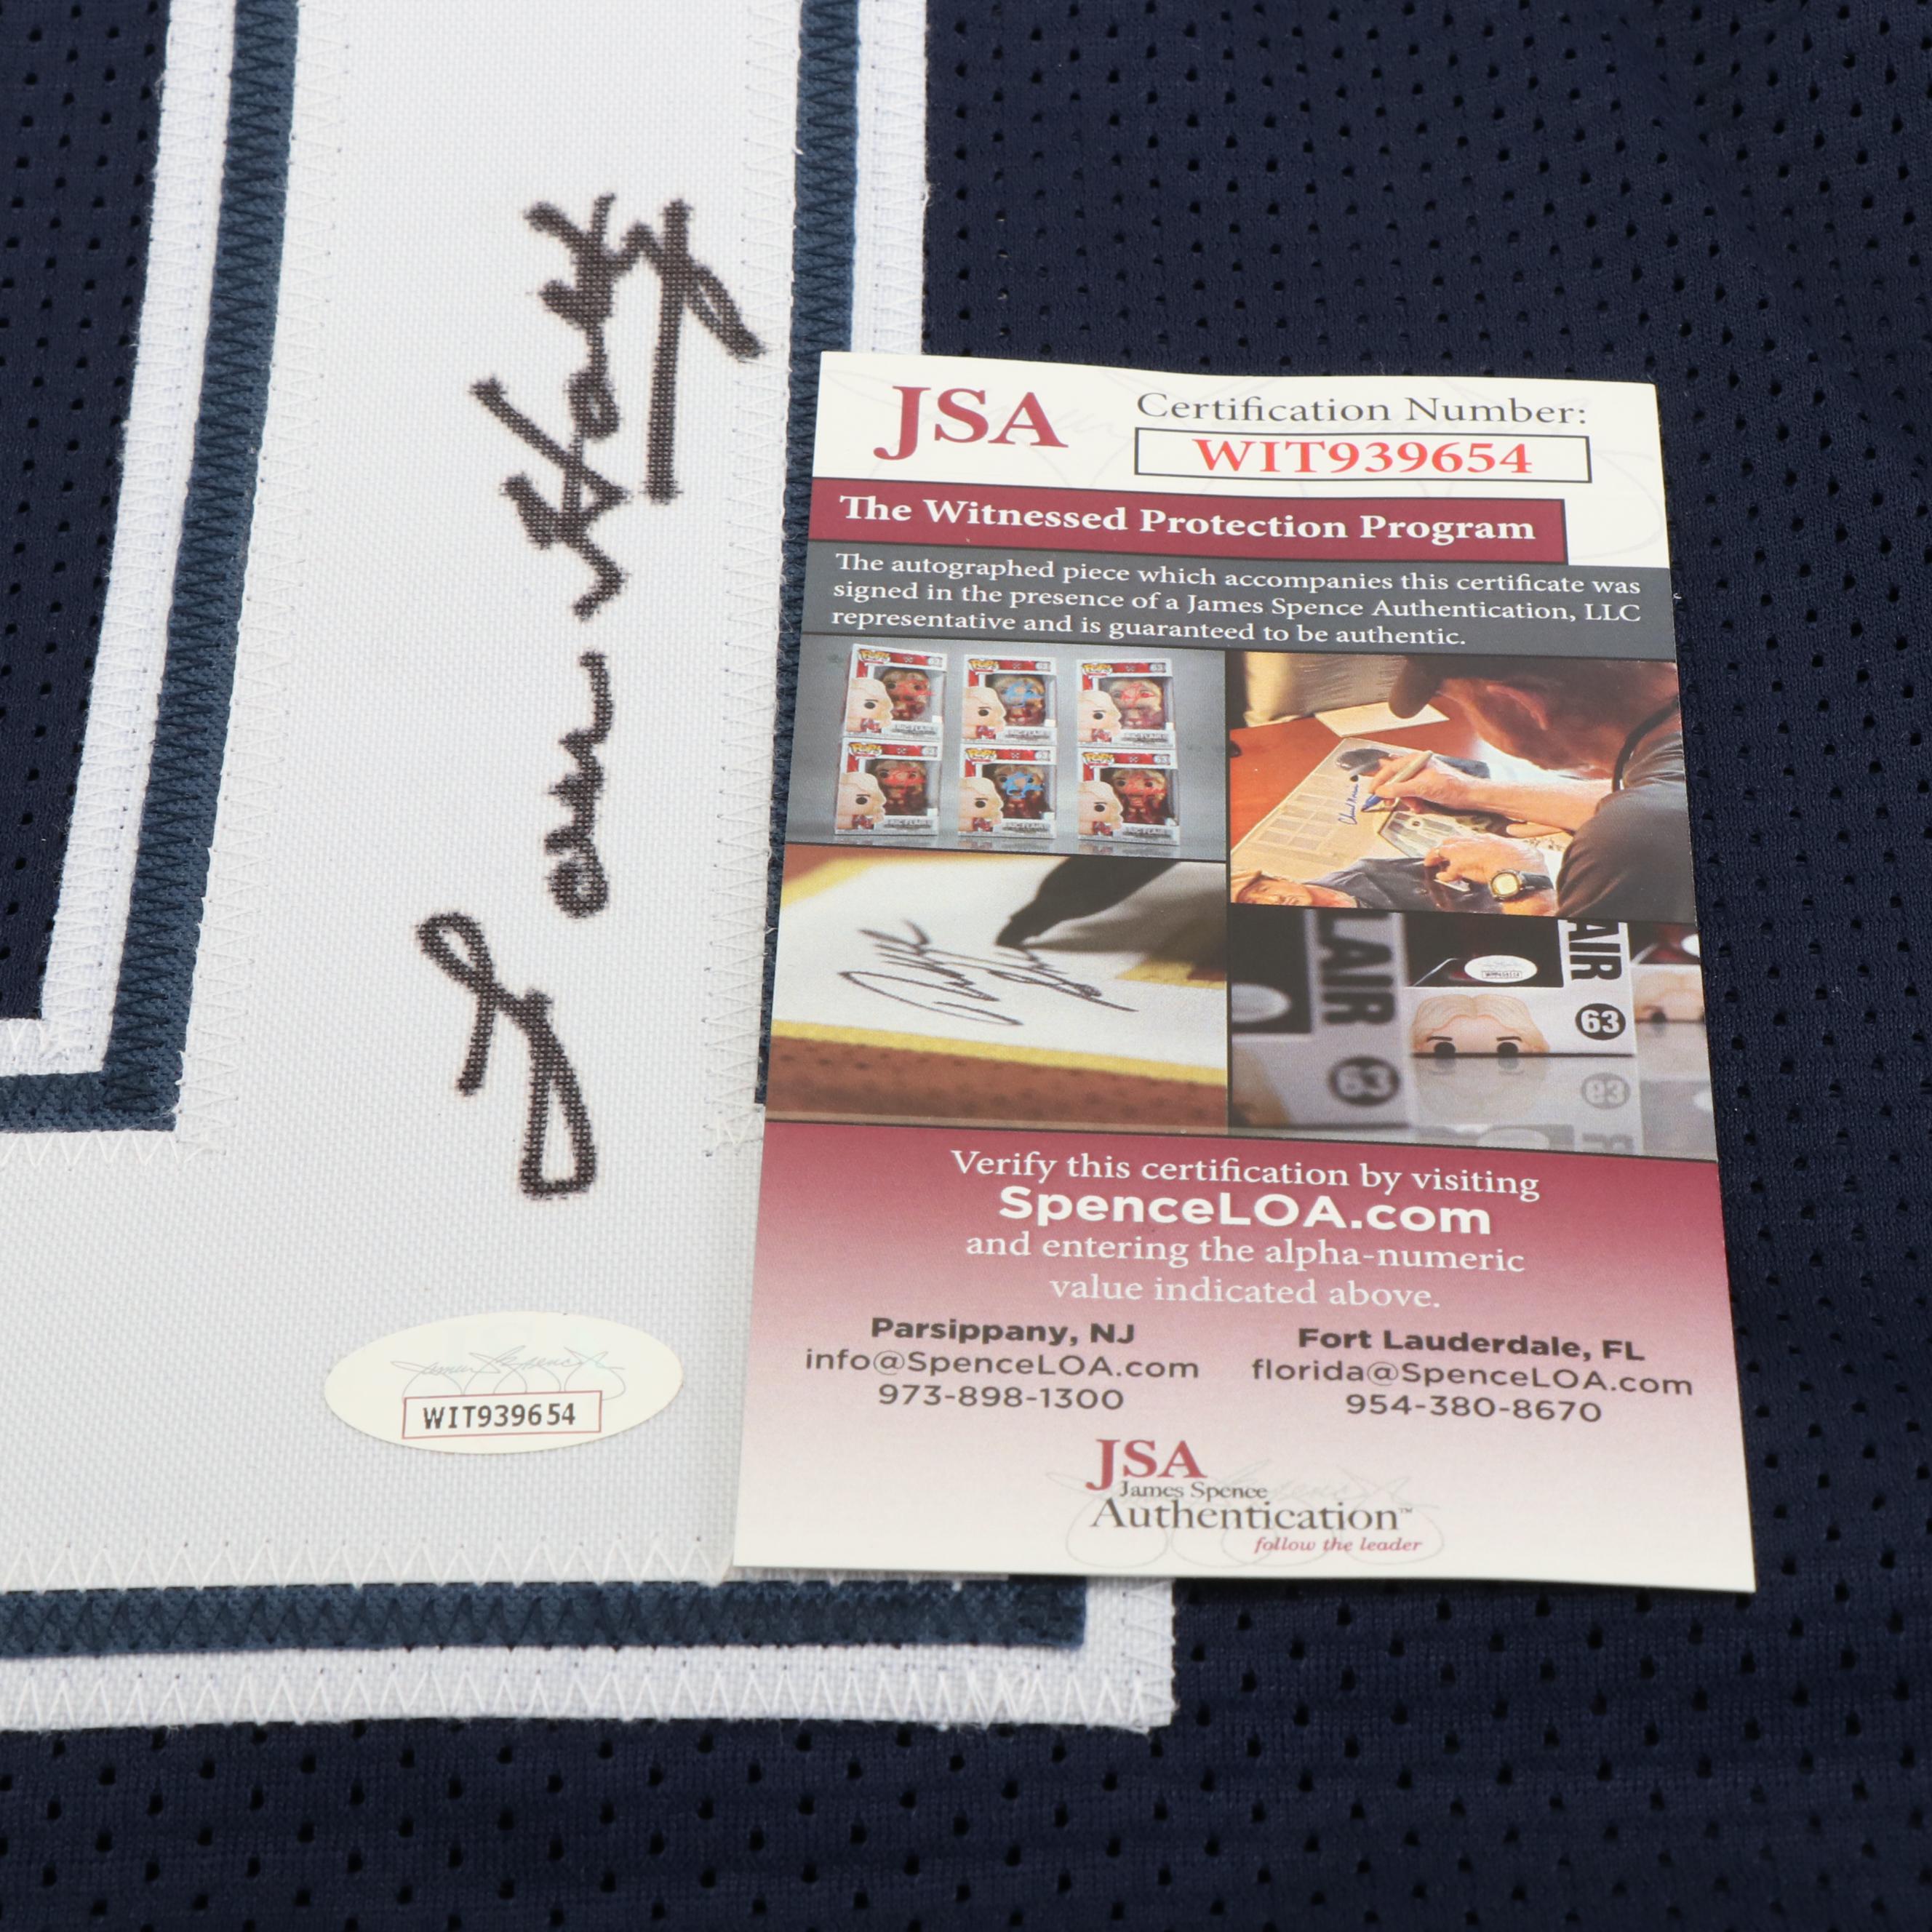 JSA
Certification Number:
WIT939654
The Witnessed Protection Program
The autographed piece which accompanies this certificate was
signed in the presence of a James Spence Authentication, LLC
representative and is guaranteed to be authentic.
LAIR
63
AIR
63
Verify this certification by visiting
SpenceLOA.com
and entering the alpha-numeric
value indicated above.
Parsippany, NJ
info@SpenceLOA.com
973-898-1300
Fort Lauderdale, FL
florida@SpenceLOA.com
954-380-8670
JSA
James Spence
Authentication™
follow the leader
WIT939654